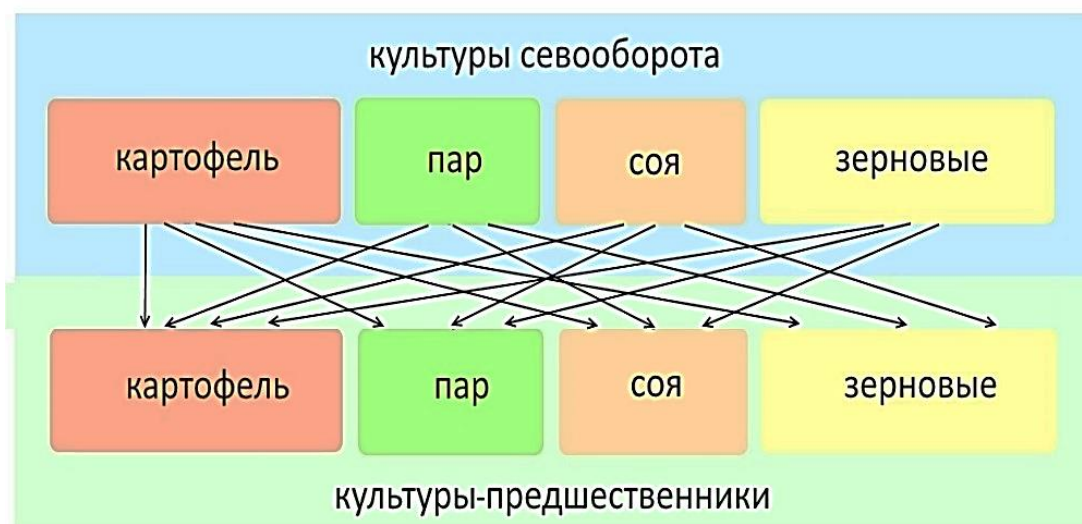 культуры севооборота
картофель
пар
соя
зерновые
картофель
пар
соя
зерновые
культуры-предшественники